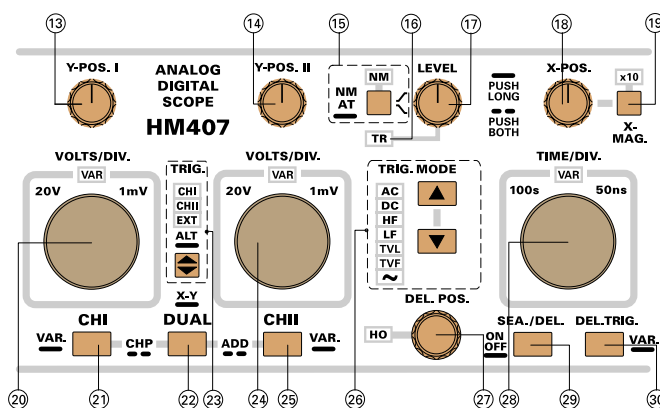 13 14 15 16 17 18 19
Y-POS. I
ANALOG
DIGITAL
SCOPE
HM407
Y-POS. II
NM
AT
NM
LEVEL
TR
PUSH
LONG
PUSH
BOTH
X-POS.
x10
X-
MAG.
VOLTS/DIV.
VAR
20V 1mV
TRIG.
CHI
CHII
EXT
ALT
VOLTS/DIV.
VAR
20V 1mV
TRIG. MODE
AC
DC
HF
LF
TVL
TVF
~
TIME/DIV.
VAR
100s 50ns
X-Y
CHI
DUAL
CHII
VAR.
CHP
ADD
VAR.
DEL. POS.
HO
ON
OFF
SEA./DEL.
DEL.TRIG.
VAR.
20 21 22 23 24 25 26 27 28 29 30